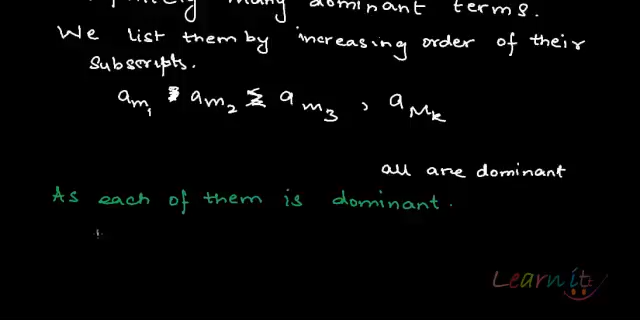 many dominant terms.
We list them by increasing order of their
subscripts.
a_{m_1} a_{m_2} a_{m_3} , a_{m_k}
all are dominant
As each of them is dominant.
Learnit